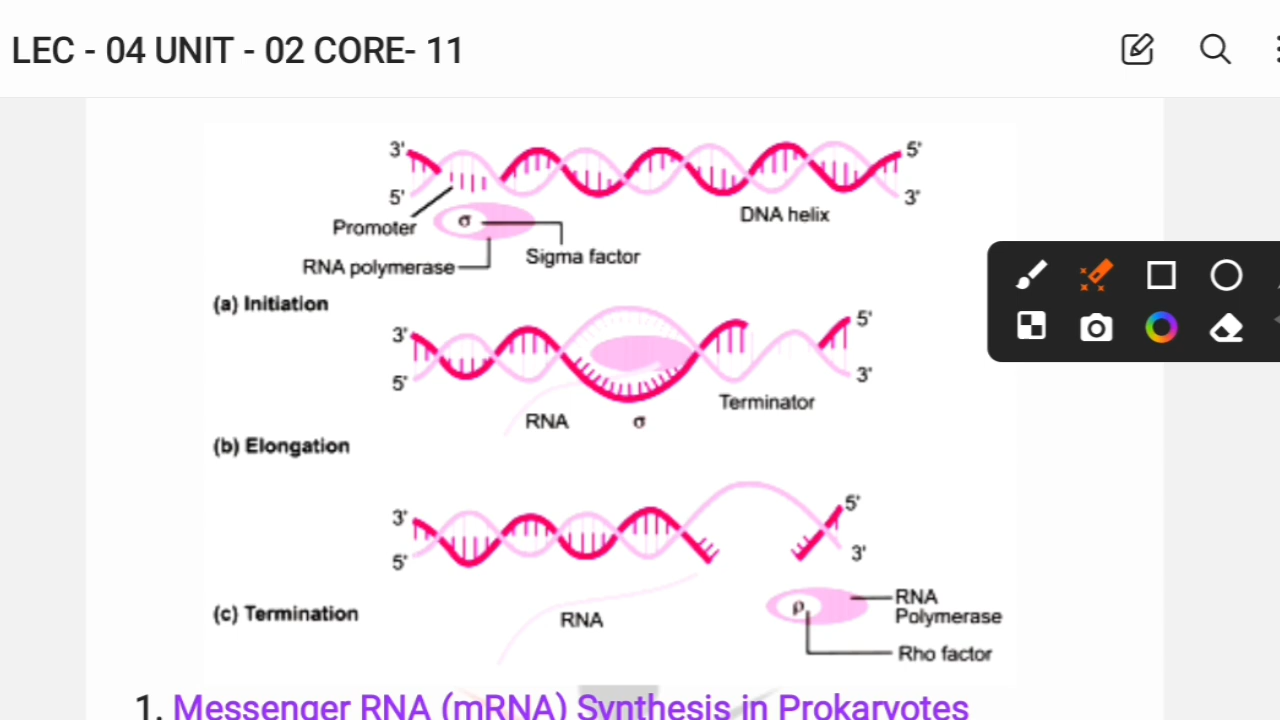 LEC - 04 UNIT - 02 CORE- 11
3' 5'
5' 3'
Promoter σ DNA helix
RNA polymerase Sigma factor
(a) Initiation
3' 5'
5' 3'
RNA σ Terminator
(b) Elongation
3' 5'
5' 3'
(c) Termination RNA ρ RNA
Polymerase
Rho factor
1. Messenger RNA (mRNA) Synthesis in Prokaryotes